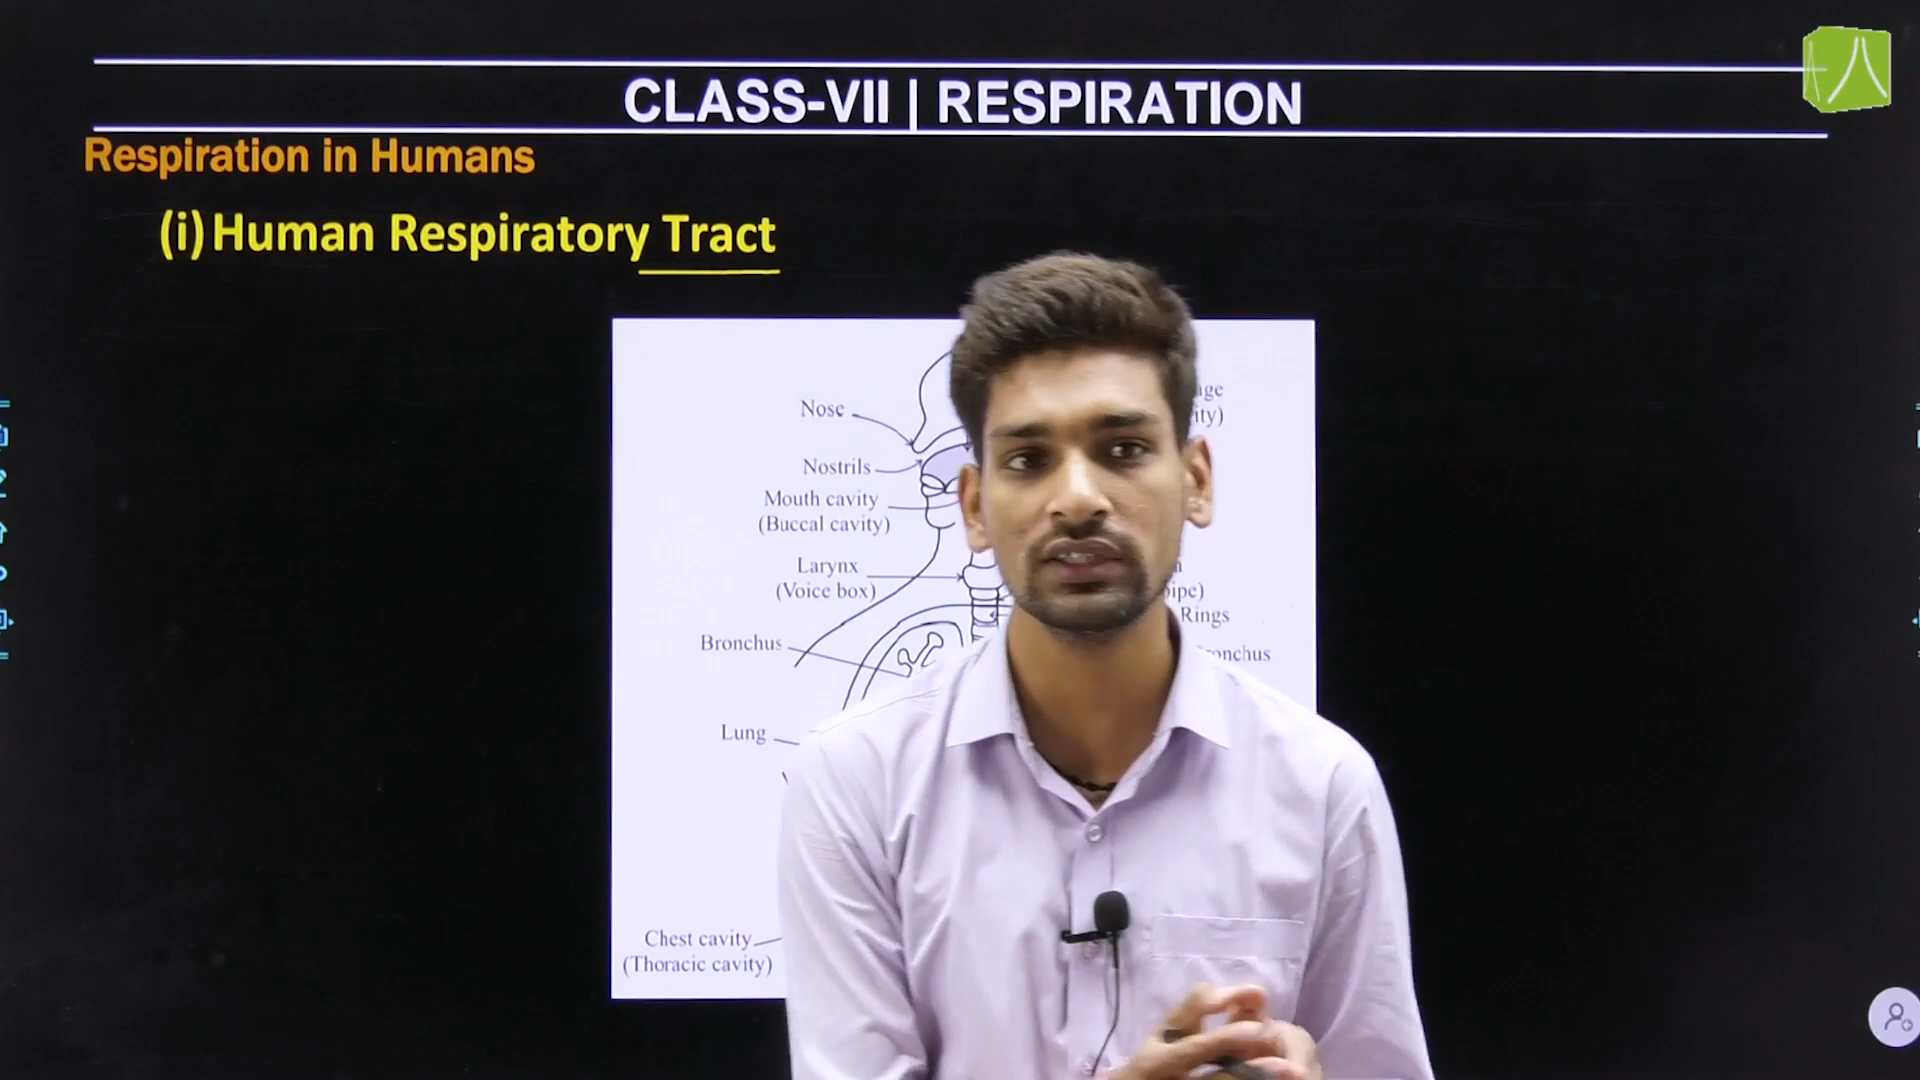 CLASS-VII | RESPIRATION
Respiration in Humans
(i) Human Respiratory Tract
Nose
Nostrils
Mouth cavity
(Buccal cavity)
Larynx
(Voice box)
Rings
Bronchus
Lung
Chest cavity
(Thoracic cavity)